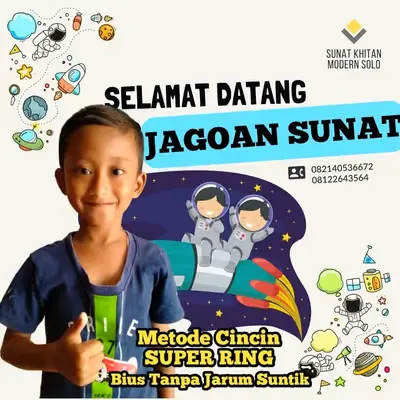 SUNAT KHITAN
MODERN SOLO
SELAMAT DATANG
JAGOAN SUNAT
082140536672
08122643564
Metode Cincin
SUPER RING
Bius Tanpa Jarum Suntik